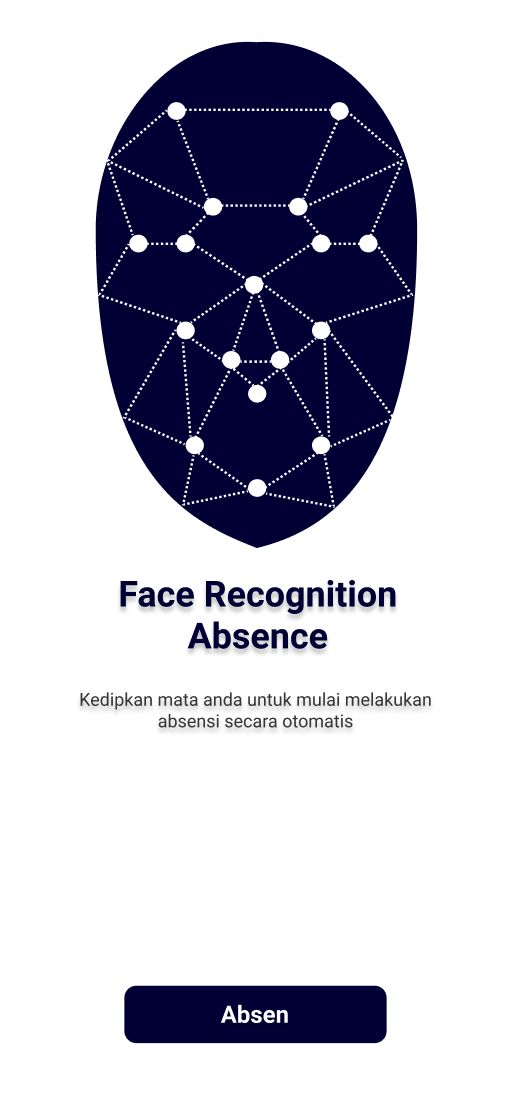 Face Recognition
Absence
Kedipkan mata anda untuk mulai melakukan
absensi secara otomatis
Absen